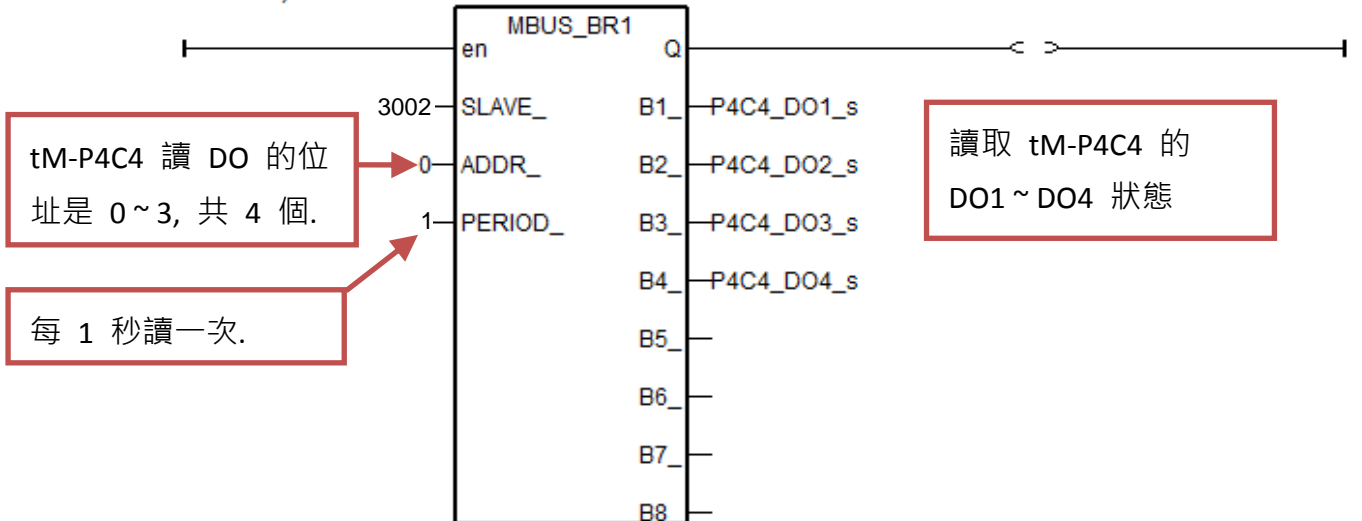 MBUS_BR1
en Q
3002 SLAVE_ B1_ P4C4_DO1_s
0 ADDR_ B2_ P4C4_DO2_s
1 PERIOD_ B3_ P4C4_DO3_s
B4_ P4C4_DO4_s
B5_
B6_
B7_
B8
tM-P4C4 讀 DO 的位
址是 0~3, 共 4 個.
每 1 秒讀一次.
讀取 tM-P4C4 的
DO1~DO4 狀態